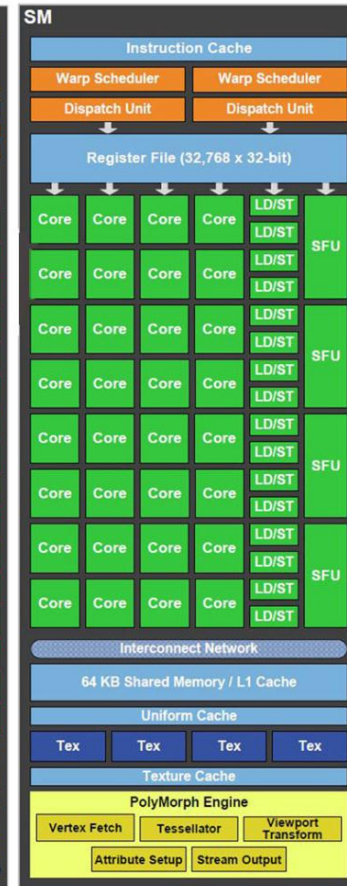 SM
Instruction Cache
Warp Scheduler Warp Scheduler
Dispatch Unit Dispatch Unit
Register File (32,768 x 32-bit)
LD/ST
Core Core Core Core
LD/ST
SFU
LD/ST
Core Core Core Core
LD/ST
LD/ST
Core Core Core Core
LD/ST
SFU
LD/ST
Core Core Core Core
LD/ST
LD/ST
Core Core Core Core
LD/ST
SFU
LD/ST
Core Core Core Core
LD/ST
LD/ST
Core Core Core Core
LD/ST
SFU
LD/ST
Core Core Core Core
LD/ST
Interconnect Network
64 KB Shared Memory / L1 Cache
Uniform Cache
Tex Tex Tex Tex
Texture Cache
PolyMorph Engine
Vertex Fetch Tessellator Viewport
Transform
Attribute Setup Stream Output